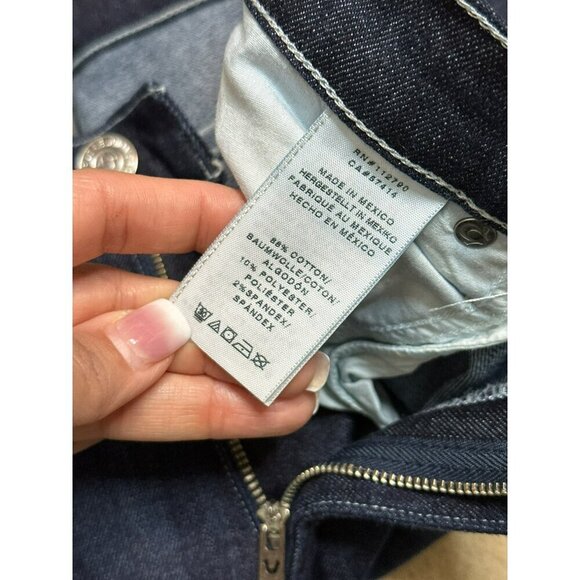 RN#112790
CA#57414
MADE IN MEXICO
HERGESTELLT IN MEXIKO
FABRIQUÉ AU MEXIQUE
HECHO EN MÉXICO
88% COTTON/
BAUMWOLLE/COTON/
ALGODÓN
10% POLYESTER,
POLIÉSTER
2% SPANDEX/
SPÁNDEX